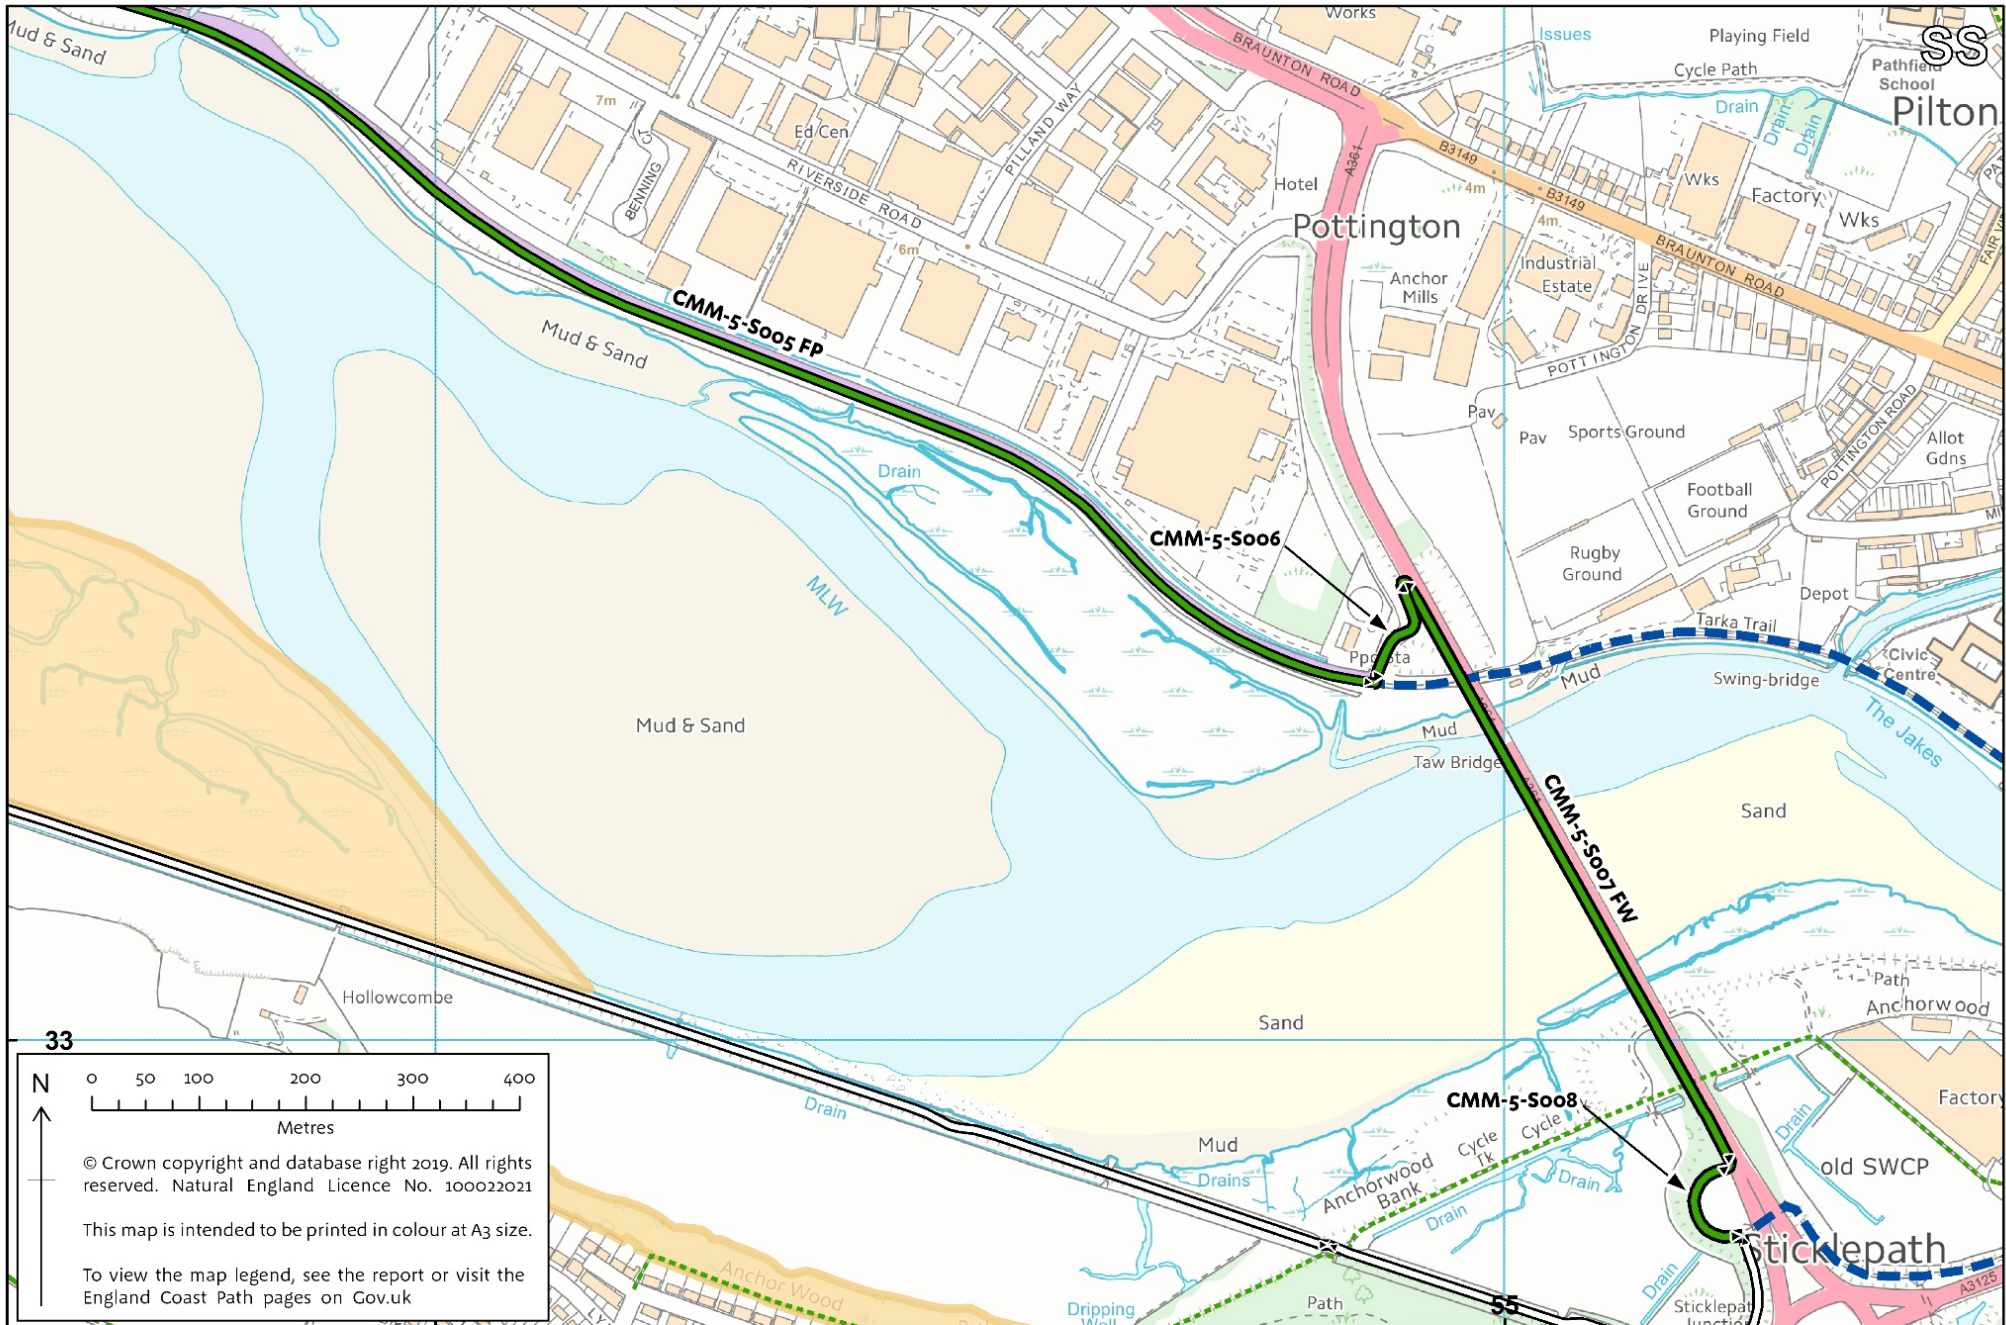 Works
SS
Mud & Sand
BRAUNTON ROAD
Issues
Playing Field
Cycle Path
Pathfield
School
Pilton
7m
Ed Cen
PILLAND WAY
A361
B3149
Drain
Drain
Drain
BENNING
RIVERSIDE ROAD
Hotel
4m
B3149
Wks
Factory
Wks
Pottington
4m
6m
BRAUNTON ROAD
Anchor
Mills
Industrial
Estate
POTTINGTON DRIVE
CMM-5-S005 FP
Mud & Sand
Pav
Pav
Sports Ground
POTTINGTON ROAD
Allot
Gdns
Drain
Football
Ground
CMM-5-S006
Rugby
Ground
MLW
Depot
Tarka Trail
Ppg Sta
Civic
Centre
Mud
Swing-bridge
Mud & Sand
Mud
The Jakes
Taw Bridge
A361
CMM-5-S007 FW
Sand
Path
Anchorwood
Hollowcombe
Sand
33
CMM-5-S008
Factory
Drain
Drain
Mud
Cycle
Tk
Cycle
Drains
Anchorwood
Bank
Drain
old SWCP
Drain
Sticklepath
Drain
A3125
Anchor Wood
Dripping
Well
Path
55
Junction
N
0 50 100 200 300 400
Metres
© Crown copyright and database right 2019. All rights
reserved. Natural England Licence No. 100022021
This map is intended to be printed in colour at A3 size.
To view the map legend, see the report or visit the
England Coast Path pages on Gov.uk